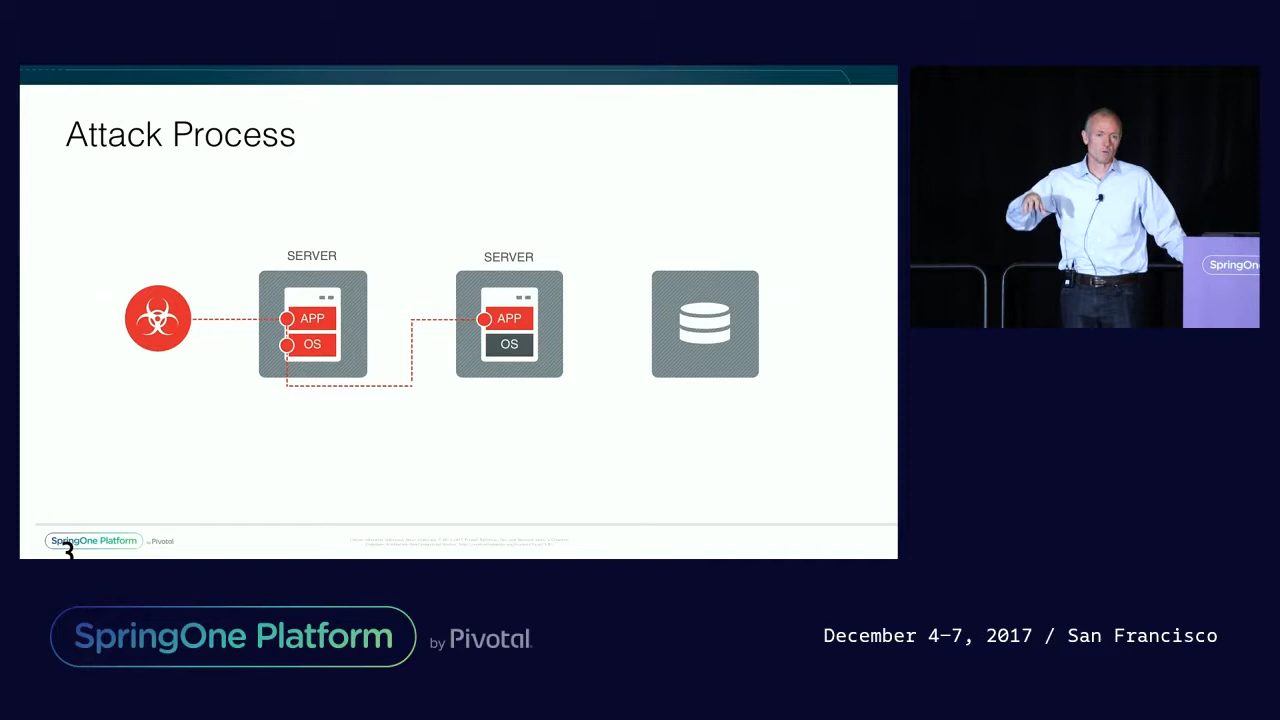 Attack Process
SERVER
SERVER
APP
OS
APP
OS
SpringOne Platform
by Pivotal
3
SpringOne
SpringOne Platform
by Pivotal
December 4–7, 2017 / San Francisco